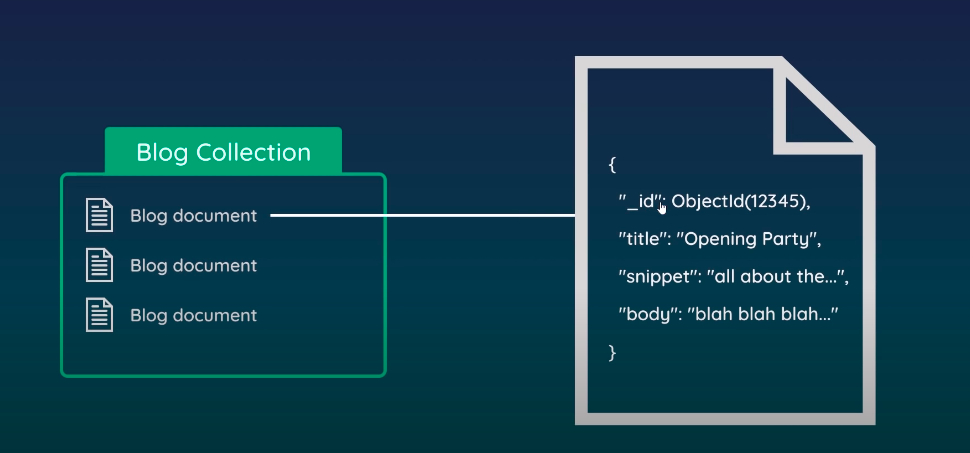 Blog Collection
Blog document
Blog document
Blog document
{
"_id": ObjectId(12345),
"title": "Opening Party",
"snippet": "all about the...",
"body": "blah blah blah..."
}